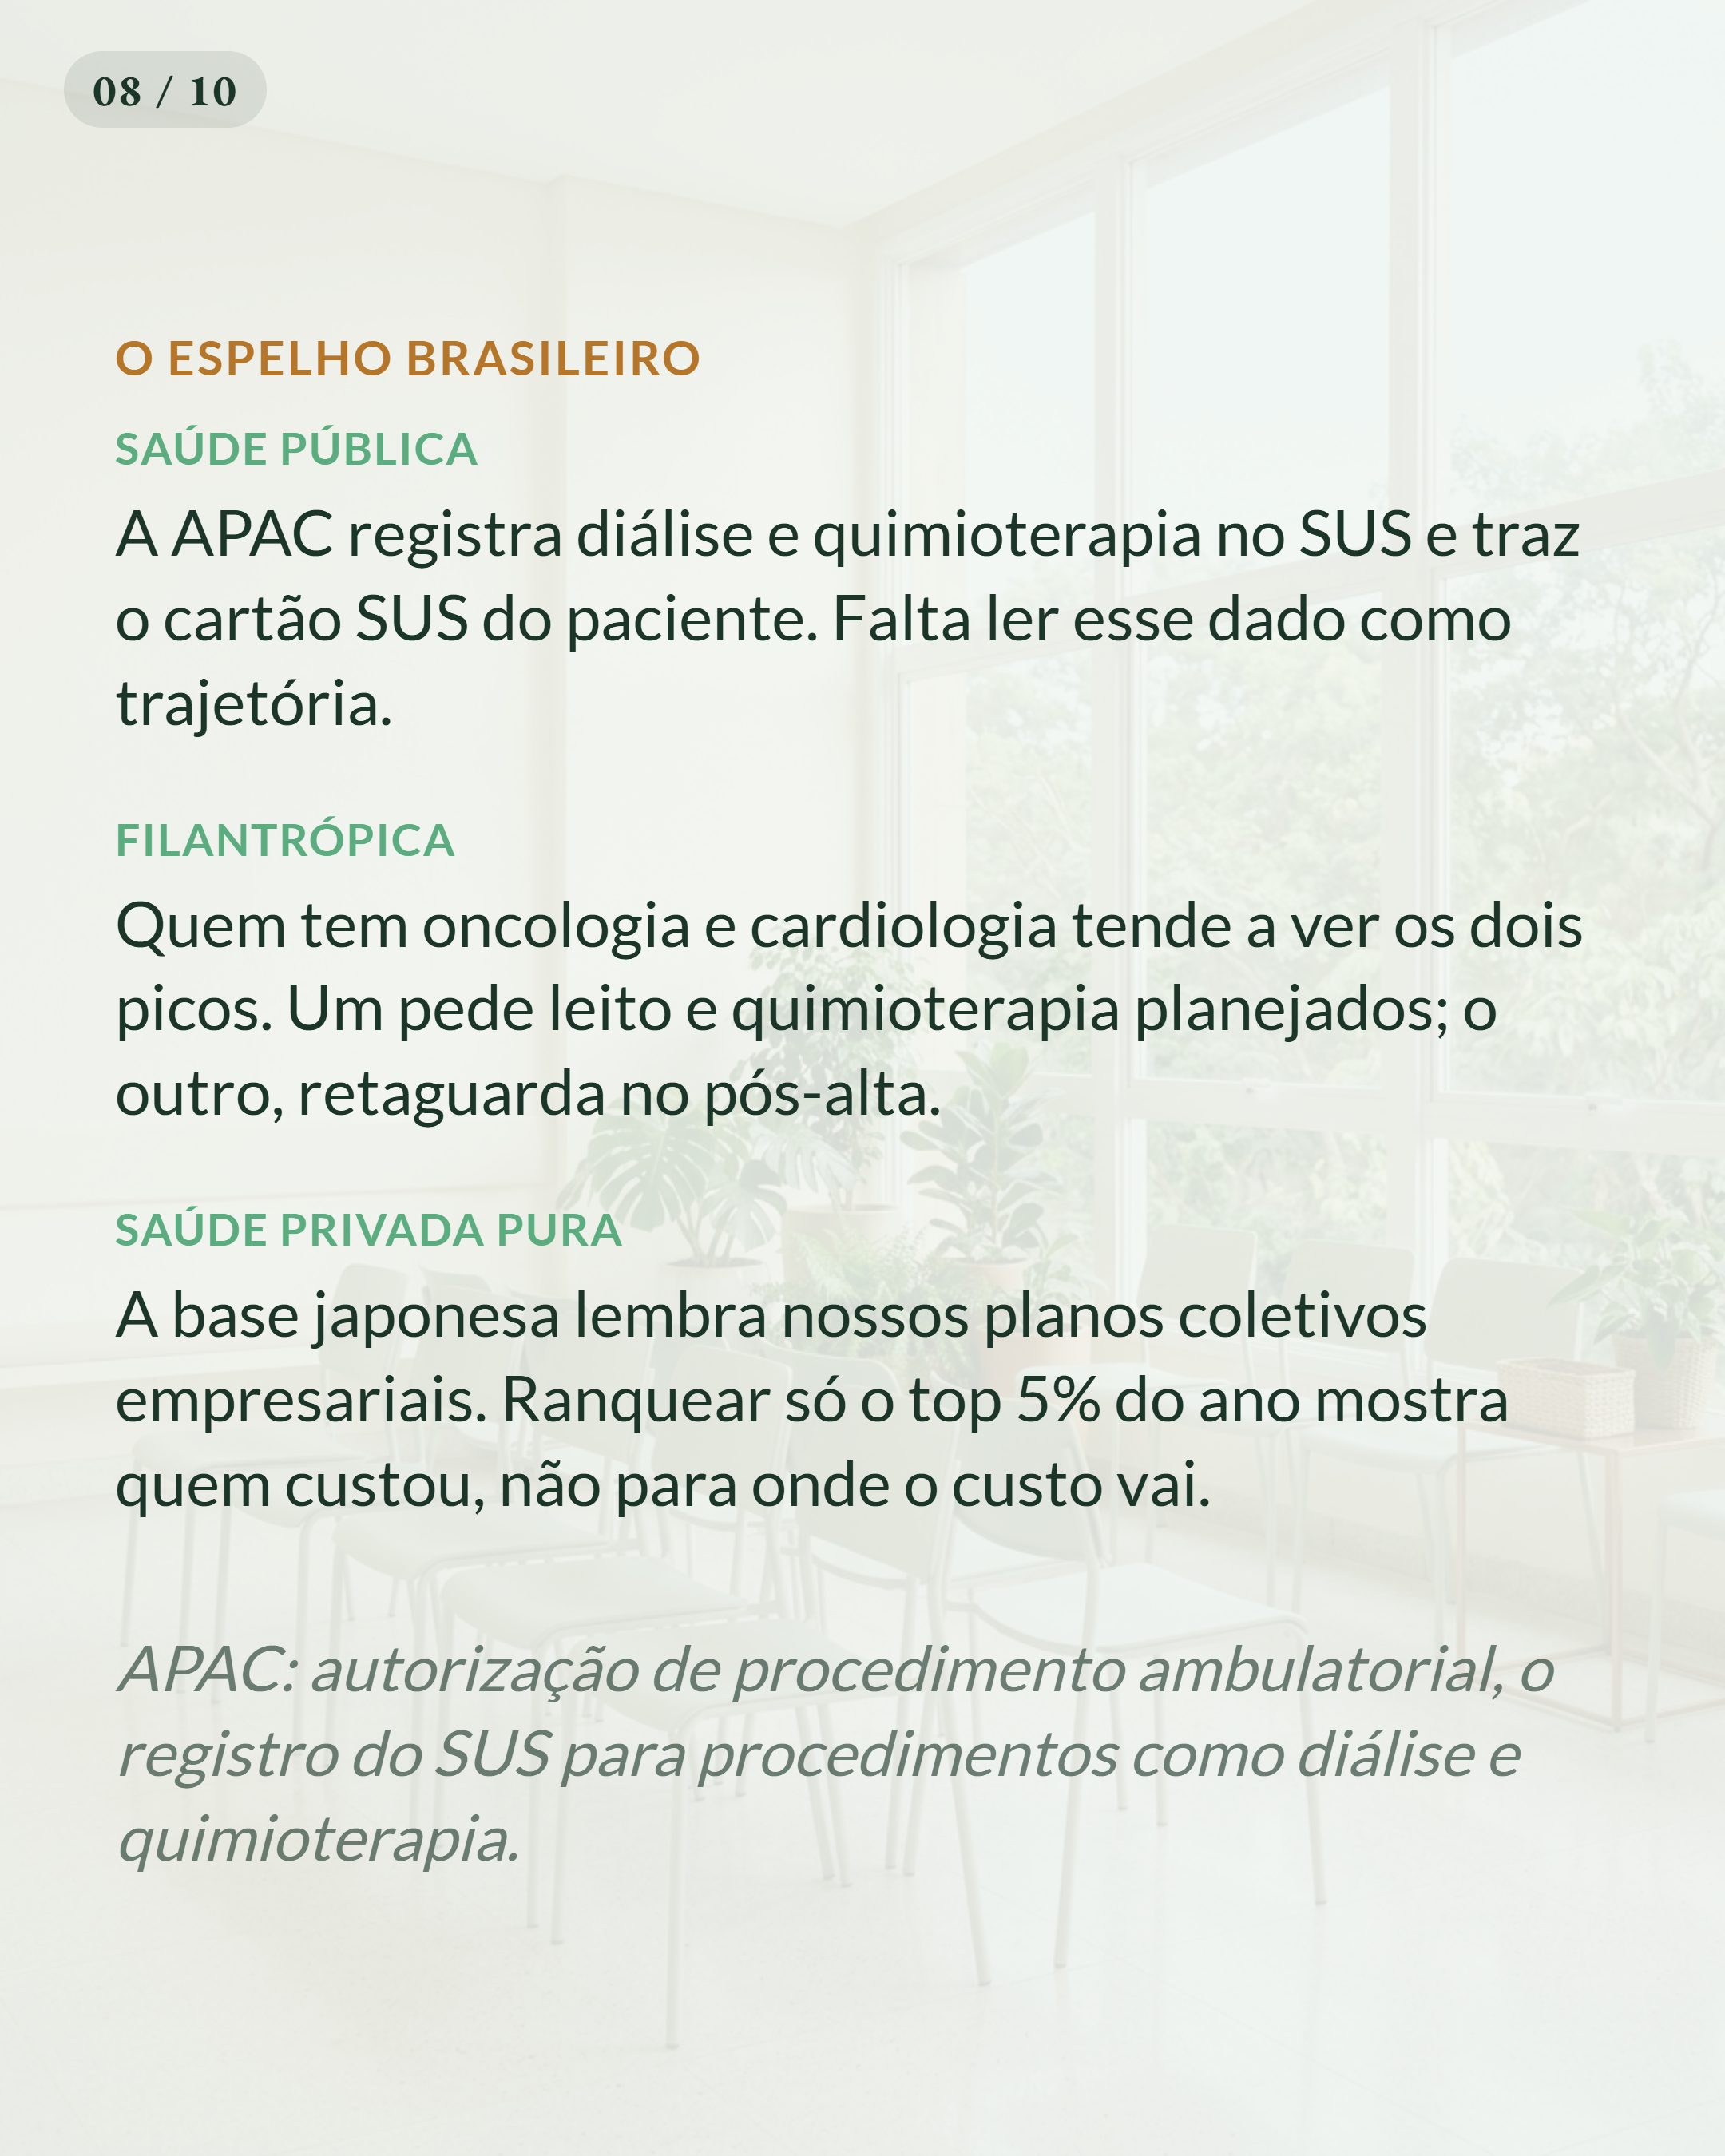 08 / 10
O ESPELHO BRASILEIRO
SAÚDE PÚBLICA
A APAC registra diálise e quimioterapia no SUS e traz
o cartão SUS do paciente. Falta ler esse dado como
trajetória.
FILANTRÓPICA
Quem tem oncologia e cardiologia tende a ver os dois
picos. Um pede leito e quimioterapia planejados; o
outro, retaguarda no pós-alta.
SAÚDE PRIVADA PURA
A base japonesa lembra nossos planos coletivos
empresariais. Ranquear só o top 5% do ano mostra
quem custou, não para onde o custo vai.
APAC: autorização de procedimento ambulatorial, o
registro do SUS para procedimentos como diálise e
quimioterapia.